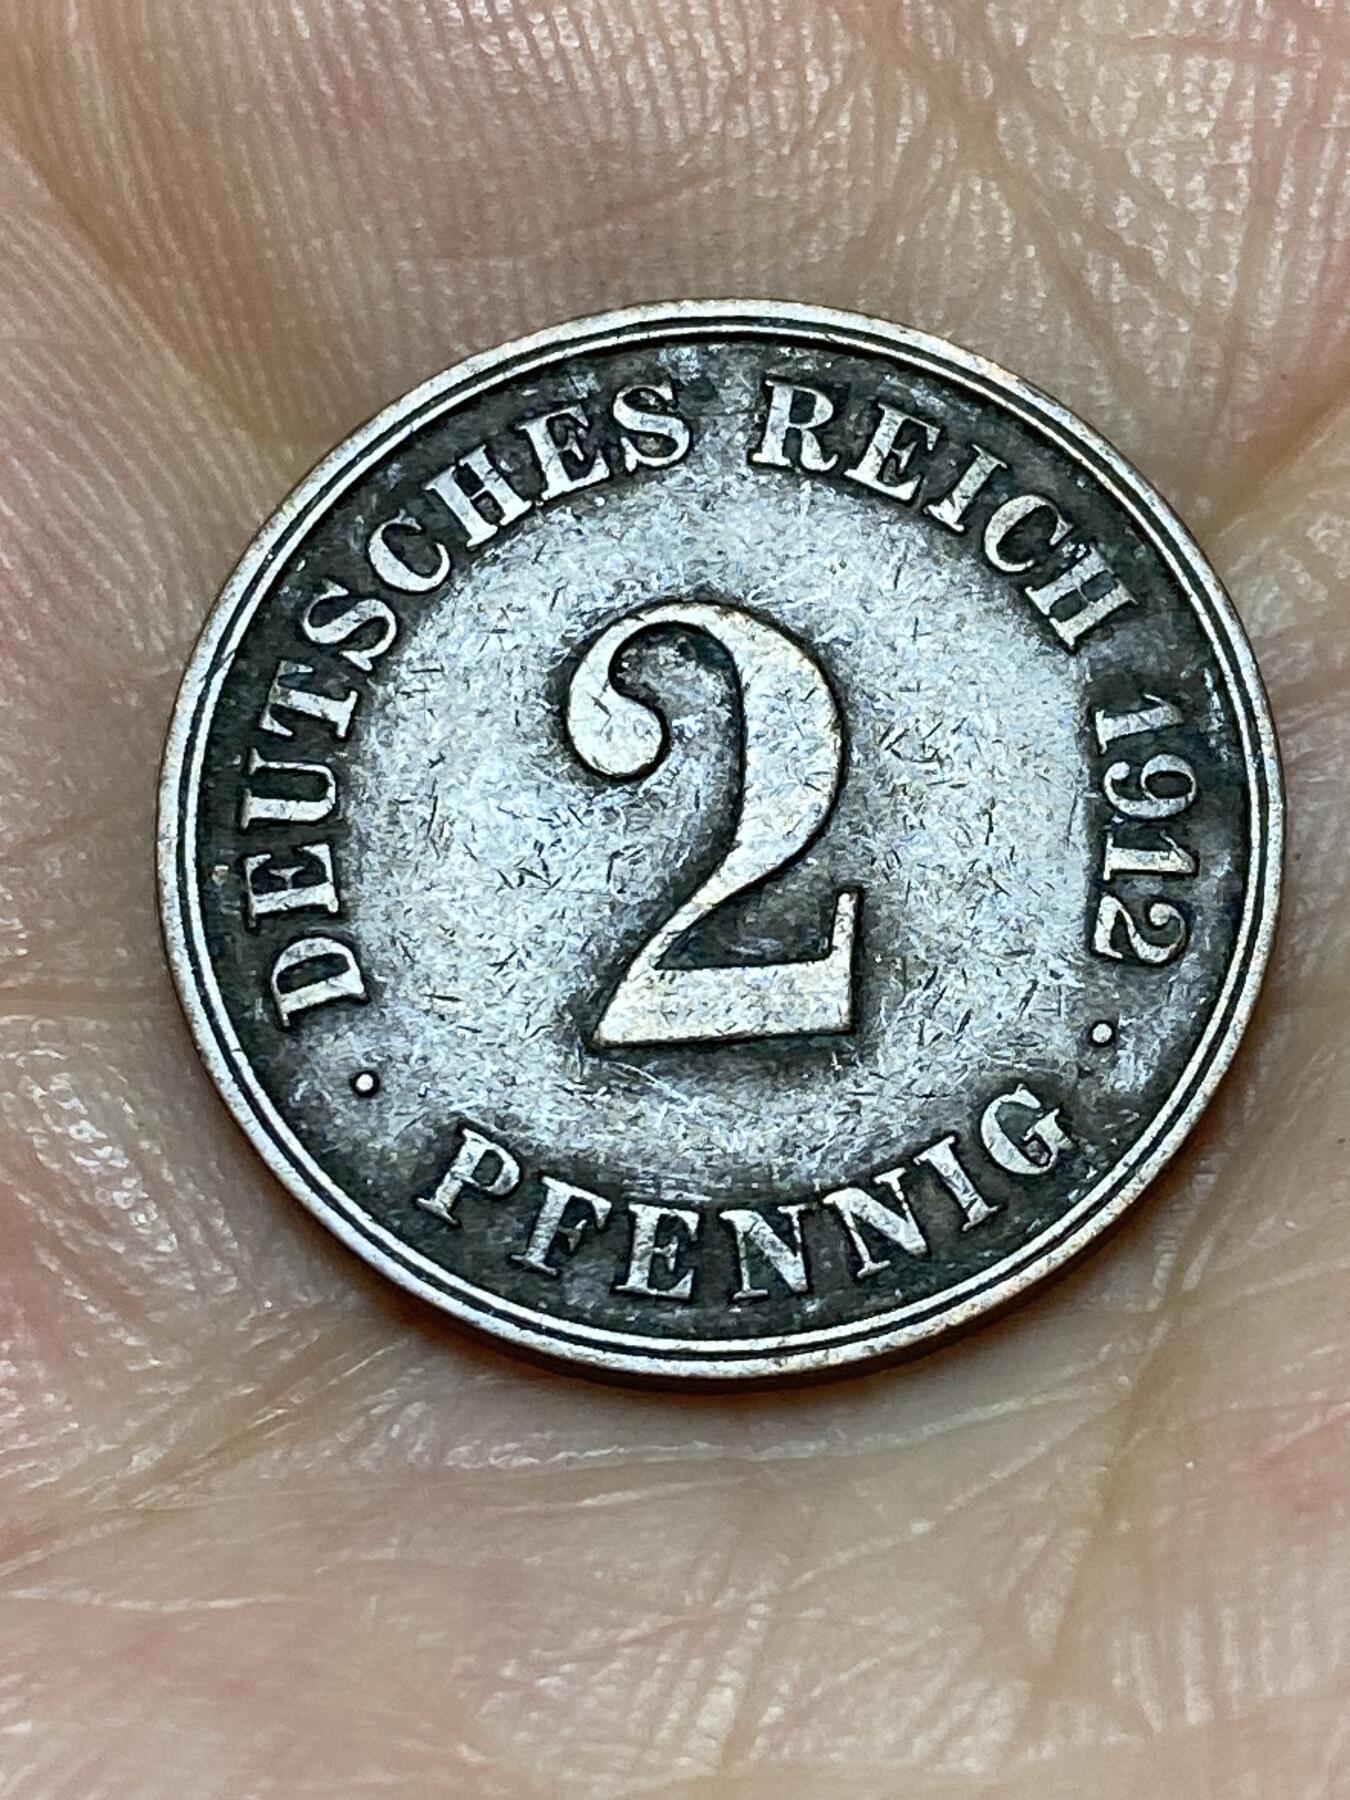 DEUTSCHES REICH 1912
2
· PFENNIG ·